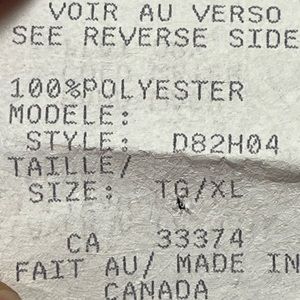 VOIR AU VERSO
SEE REVERSE SIDE
100%POLYESTER
MODELE:
STYLE: D82H04
TAILLE/
SIZE: TG/XL
CA 33374
FAIT AU/ MADE IN
CANADA